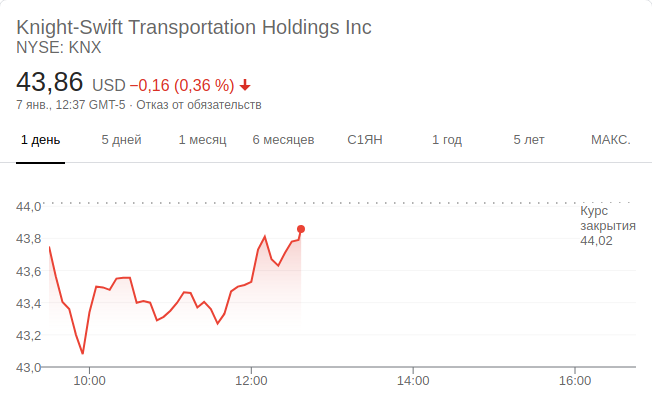 Knight-Swift Transportation Holdings Inc
NYSE: KNX
43,86 USD −0,16 (0,36 %)
7 янв., 12:37 GMT-5 · Отказ от обязательств
1 день 5 дней 1 месяц 6 месяцев С1ЯН 1 год 5 лет МАКС.
44,0
Курс
закрытия
44,02
43,8
43,6
43,4
43,2
43,0
10:00 12:00 14:00 16:00